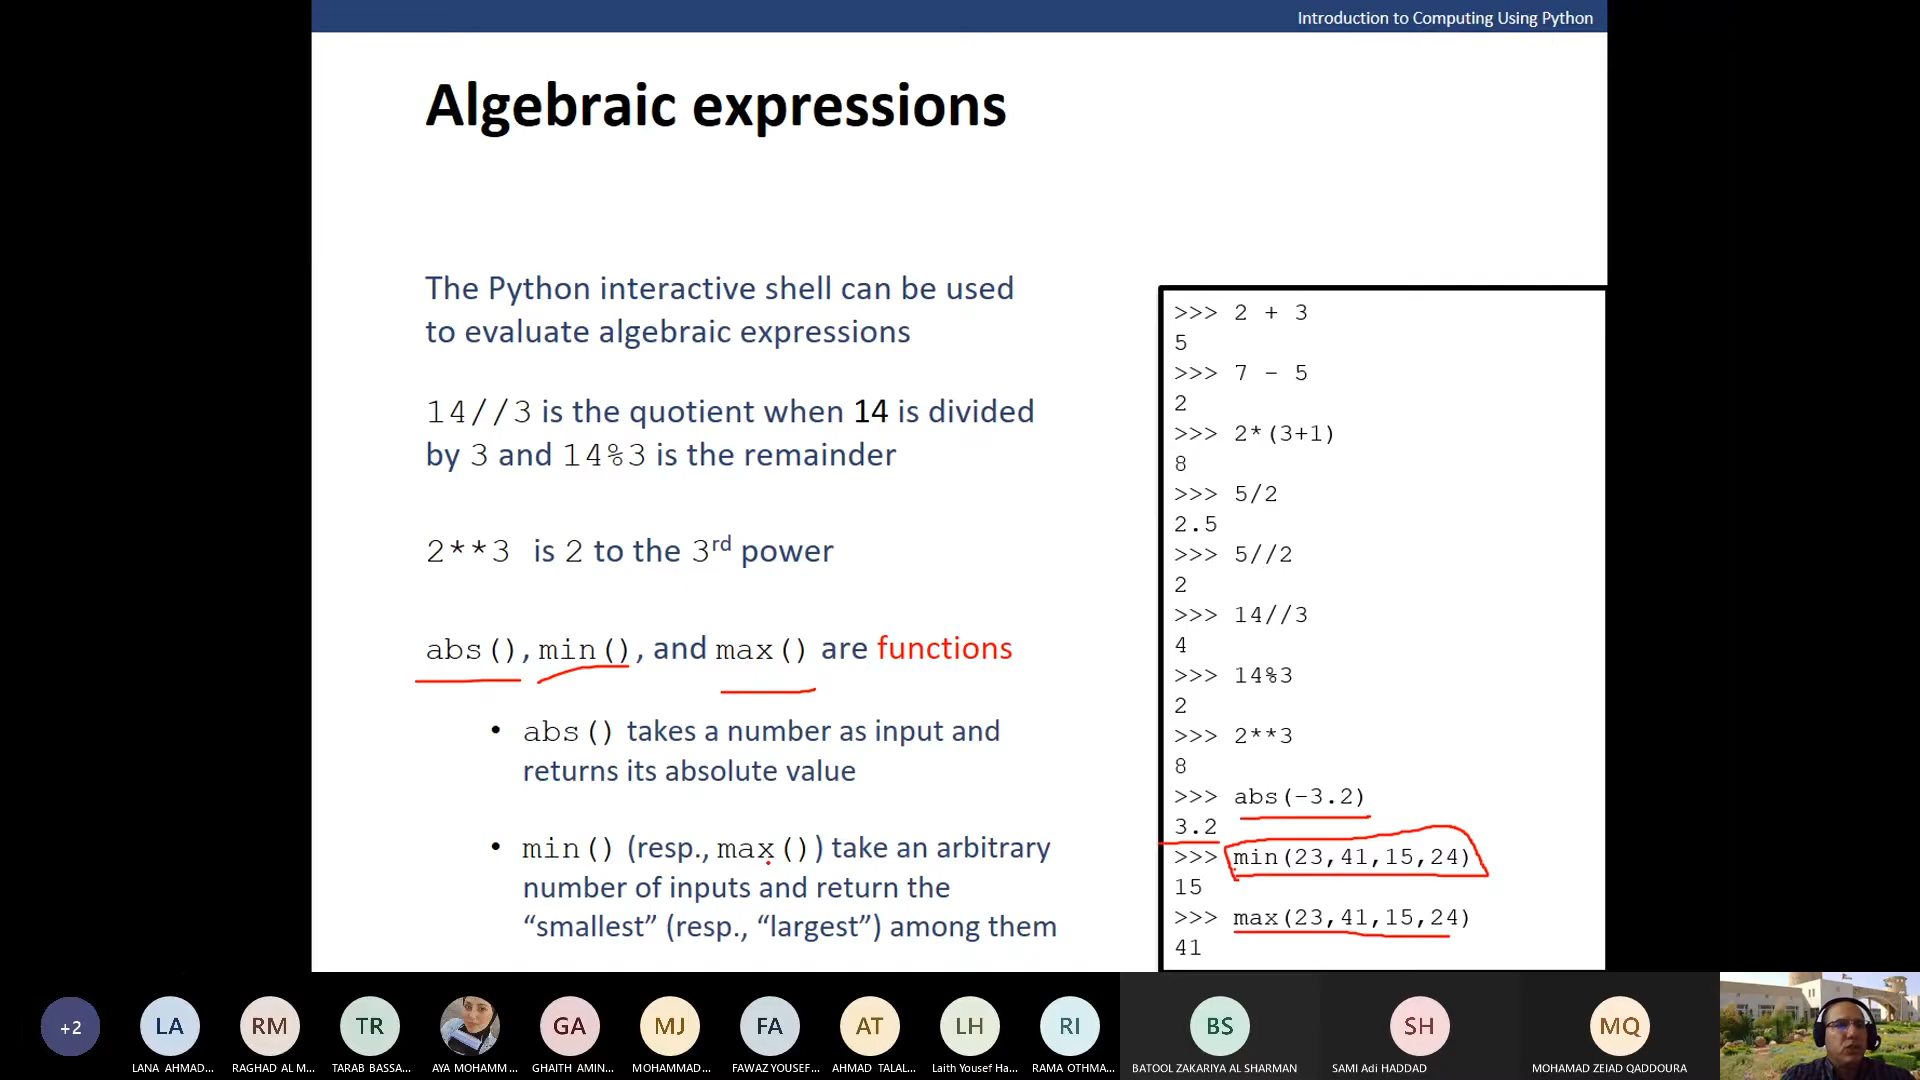 Introduction to Computing Using Python
Algebraic expressions
The Python interactive shell can be used
to evaluate algebraic expressions
14//3 is the quotient when 14 is divided
by 3 and 14%3 is the remainder
2**3 is 2 to the 3rd power
abs(), min(), and max() are functions
• abs() takes a number as input and
returns its absolute value
• min() (resp., max()) take an arbitrary
number of inputs and return the
“smallest” (resp., “largest”) among them
>>> 2 + 3
5
>>> 7 – 5
2
>>> 2*(3+1)
8
>>> 5/2
2.5
>>> 5//2
2
>>> 14//3
4
>>> 14%3
2
>>> 2**3
8
>>> abs(–3.2)
3.2
>>> min(23,41,15,24)
15
>>> max(23,41,15,24)
41
+2
LA
RM
TR
GA
MJ
FA
AT
LH
RI
BS
SH
MQ
LANA AHMAD...
RAGHAD AL M...
TARAB BASSA...
AYA MOHAMM...
GHAITH AMIN...
MOHAMMAD...
FAWAZ YOUSEF...
AHMAD TALAL...
Laith Yousef Ha...
RAMA OTHMA...
BATOOL ZAKARIYA AL SHARMAN
SAMI Adi HADDAD
MOHAMAD ZEIAD QADDOURA